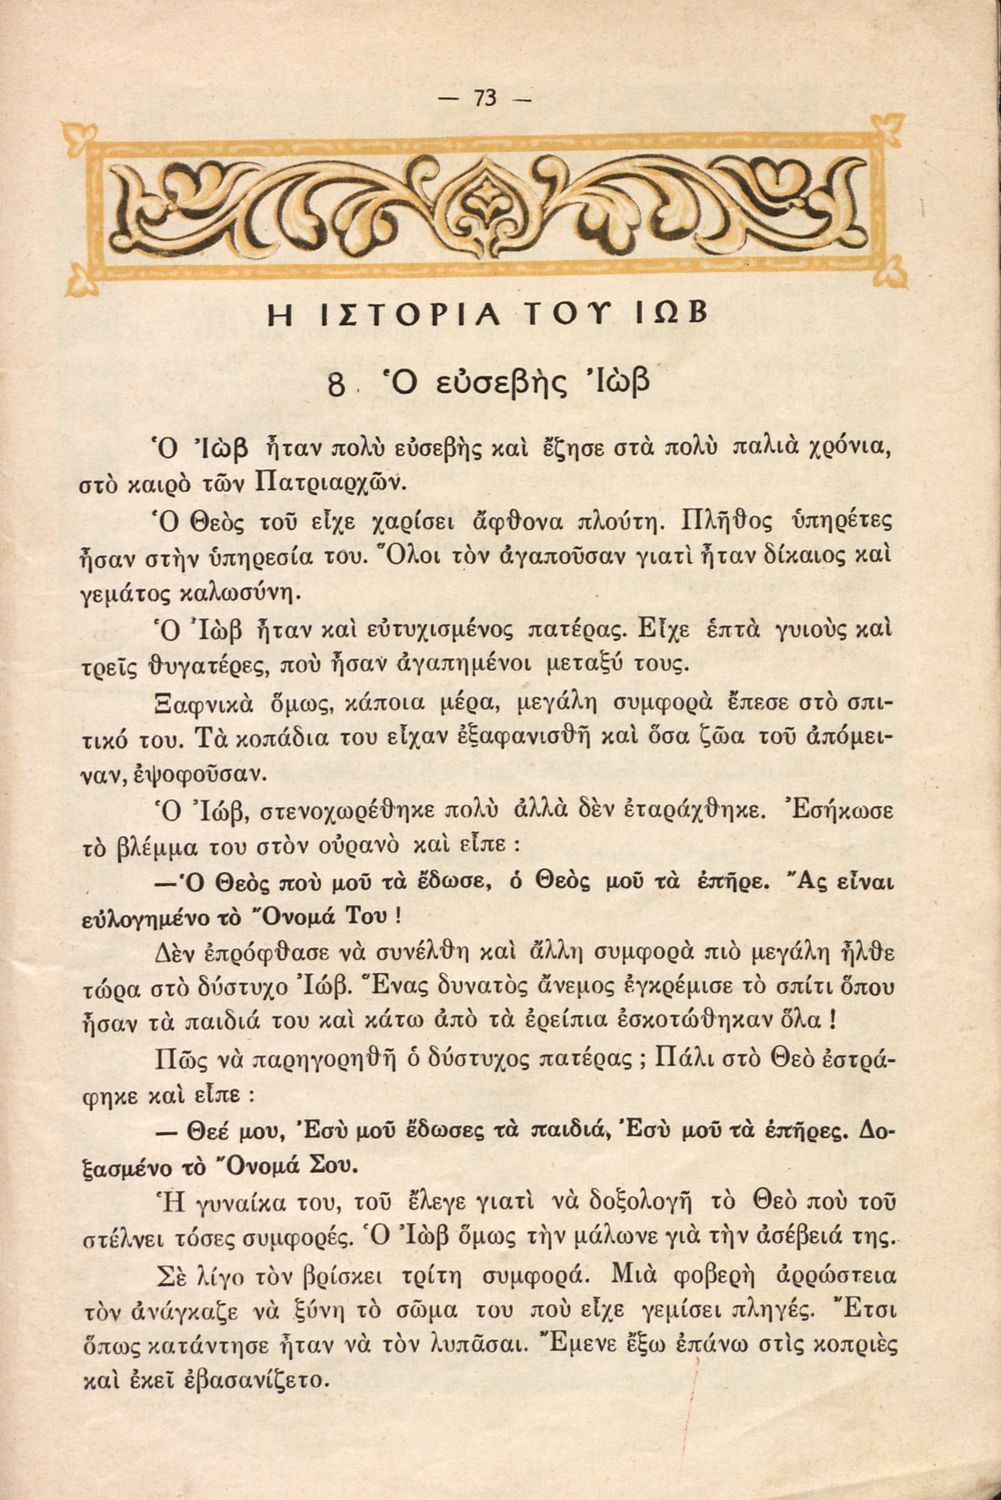 — 73 —
Η ΙΣΤΟΡΙΑ ΤΟΥ ΙΩΒ
8. Ὁ εὐσεβὴς Ἰὼβ
Ὁ Ἰὼβ ἦταν πολὺ εὐσεβὴς καὶ ἔζησε στὰ πολὺ παλιὰ χρόνια,
στὸ καιρὸ τῶν Πατριαρχῶν.
Ὁ Θεὸς τοῦ εἶχε χαρίσει ἄφθονα πλούτη. Πλῆθος ὑπηρέτες
ἦσαν στὴν ὑπηρεσία του. Ὅλοι τὸν ἀγαποῦσαν γιατὶ ἦταν δίκαιος καὶ
γεμάτος καλωσύνη.
Ὁ Ἰὼβ ἦταν καὶ εὐτυχισμένος πατέρας. Εἶχε ἑπτὰ γυιοὺς καὶ
τρεῖς θυγατέρες, ποὺ ἦσαν ἀγαπημένοι μεταξύ τους.
Ξαφνικὰ ὅμως, κάποια μέρα, μεγάλη συμφορὰ ἔπεσε στὸ σπι-
τικό του. Τὰ κοπάδια του εἶχαν ἐξαφανισθῆ καὶ ὅσα ζῶα τοῦ ἀπόμει-
ναν, ἐψοφοῦσαν.
Ὁ Ἰώβ, στενοχωρέθηκε πολὺ ἀλλὰ δὲν ἐταράχθηκε. Ἐσήκωσε
τὸ βλέμμα του στὸν οὐρανὸ καὶ εἶπε :
—Ὁ Θεὸς ποὺ μοῦ τὰ ἔδωσε, ὁ Θεὸς μοῦ τὰ ἐπῆρε. Ἂς εἶναι
εὐλογημένο τὸ Ὄνομά Του !
Δὲν ἐπρόφθασε νὰ συνέλθη καὶ ἄλλη συμφορὰ πιὸ μεγάλη ἦλθε
τώρα στὸ δύστυχο Ἰώβ. Ἕνας δυνατὸς ἄνεμος ἐγκρέμισε τὸ σπίτι ὅπου
ἦσαν τὰ παιδιά του καὶ κάτω ἀπὸ τὰ ἐρείπια ἐσκοτώθηκαν ὅλα !
Πῶς νὰ παρηγορηθῆ ὁ δύστυχος πατέρας ; Πάλι στὸ Θεὸ ἐστρά-
φηκε καὶ εἶπε :
— Θεέ μου, Ἐσὺ μοῦ ἔδωσες τὰ παιδιά, Ἐσὺ μοῦ τὰ ἐπῆρες. Δο-
ξασμένο τὸ Ὄνομά Σου.
Ἡ γυναίκα του, τοῦ ἔλεγε γιατὶ νὰ δοξολογῆ τὸ Θεὸ ποὺ τοῦ
στέλνει τόσες συμφορές. Ὁ Ἰὼβ ὅμως τὴν μάλωνε γιὰ τὴν ἀσέβειά της.
Σὲ λίγο τὸν βρίσκει τρίτη συμφορά. Μιὰ φοβερὴ ἀρρώστεια
τὸν ἀνάγκαζε νὰ ξύνη τὸ σῶμα του ποὺ εἶχε γεμίσει πληγές. Ἔτσι
ὅπως κατάντησε ἦταν νὰ τὸν λυπᾶσαι. Ἔμενε ἔξω ἐπάνω στὶς κοπριὲς
καὶ ἐκεῖ ἐβασανίζετο.